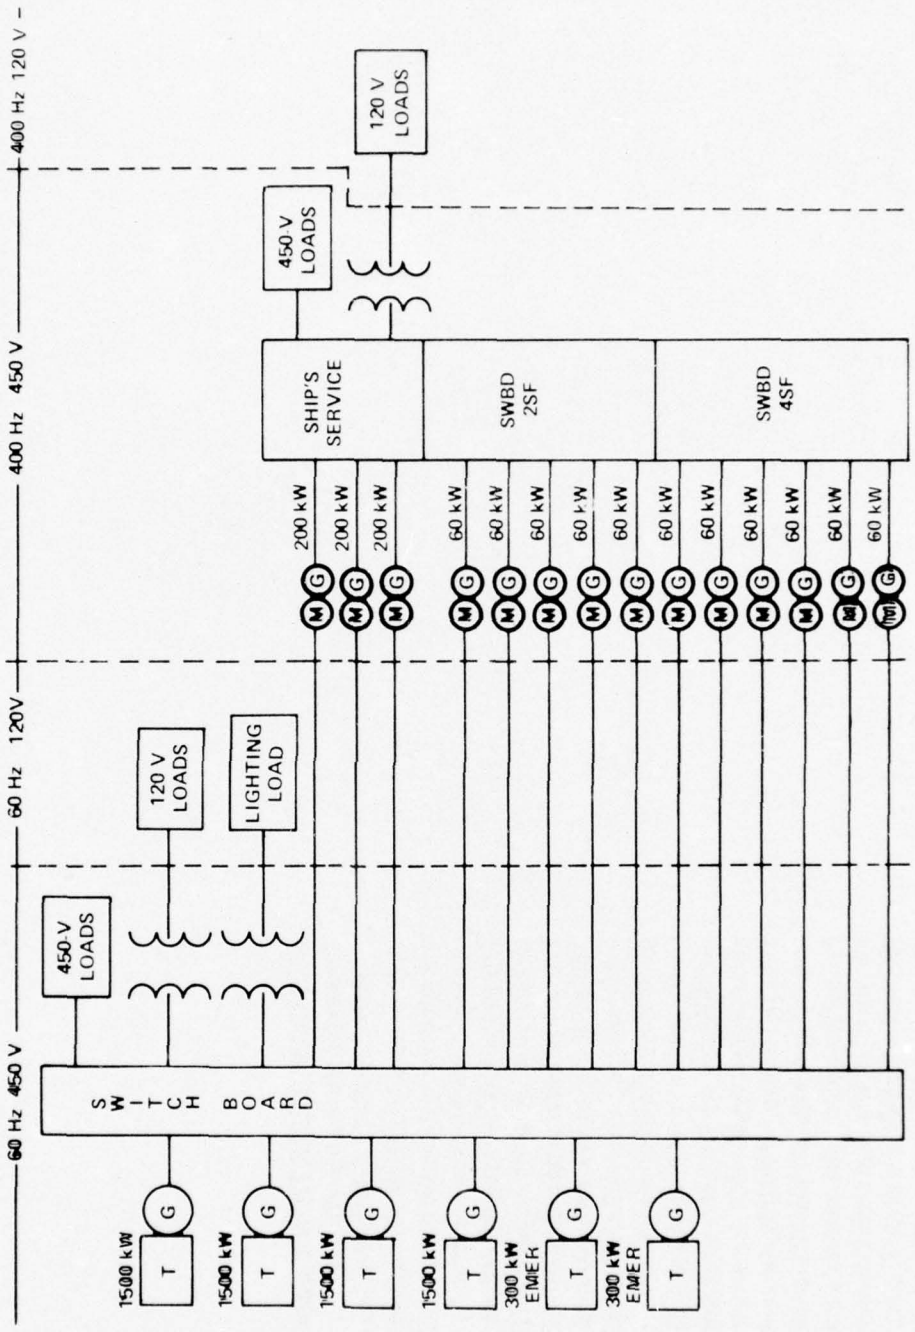 60 Hz 450 V
60 Hz 120V
400 Hz 450 V
400 Hz 120 V
1500 kW
T
G
1500 kW
T
G
1500 kW
T
G
1500 kW
T
G
300 kW
EMER
T
G
300 kW
EMER
T
G
SWITCH BOARD
450-V
LOADS
120 V
LOADS
LIGHTING
LOAD
M G 200 kW
M G 200 kW
M G 200 kW
M G 60 kW
M G 60 kW
M G 60 kW
M G 60 kW
M G 60 kW
M G 60 kW
M G 60 kW
M G 60 kW
M G 60 kW
M G 60 kW
M G 60 kW
SHIP'S
SERVICE
SWBD
2SF
SWBD
4SF
450-V
LOADS
120 V
LOADS